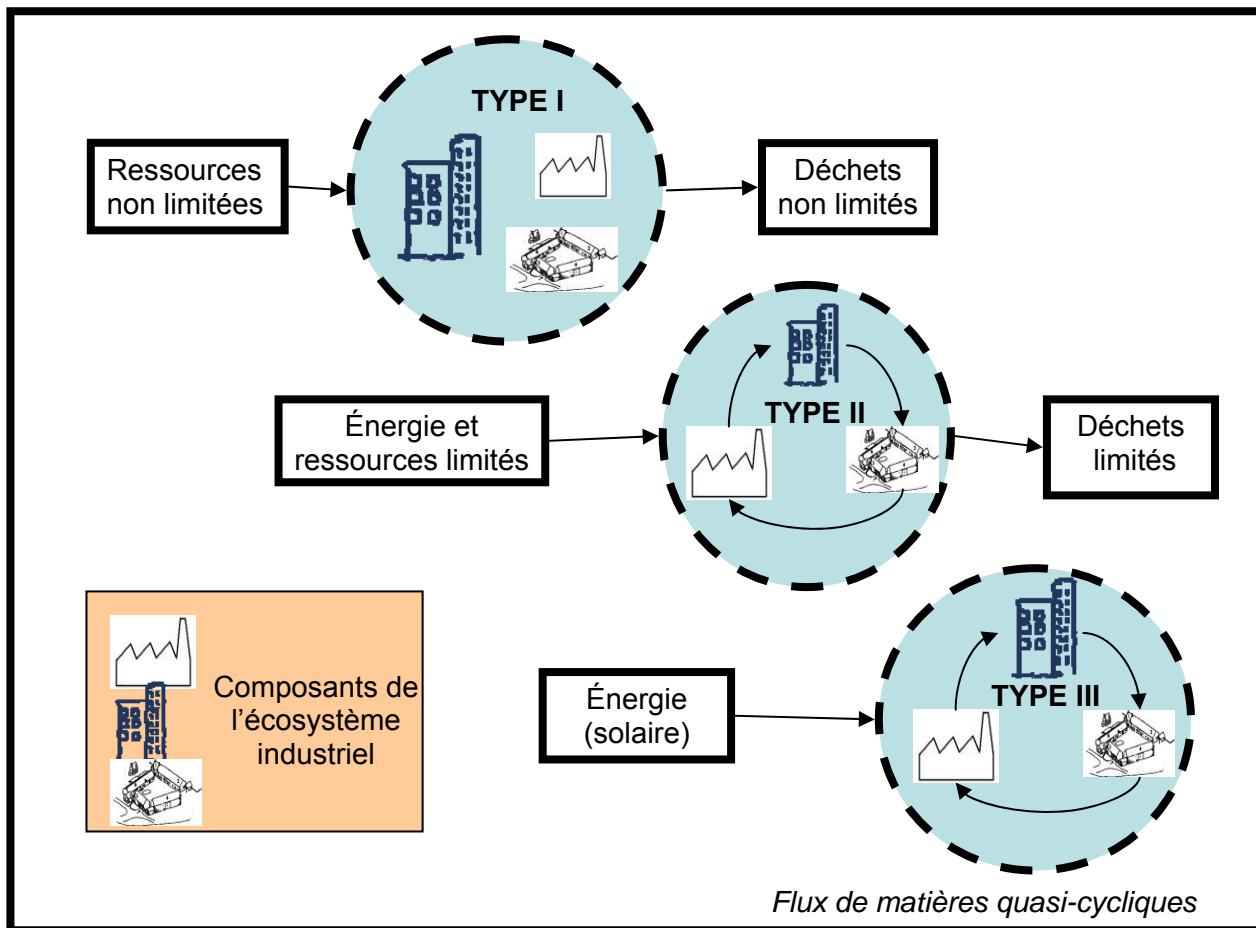 TYPE I
Ressources
non limitées
Déchets
non limités
TYPE II
Énergie et
ressources limités
Déchets
limités
TYPE III
Énergie
(solaire)
Composants de
l’écosystème
industriel
Flux de matières quasi-cycliques